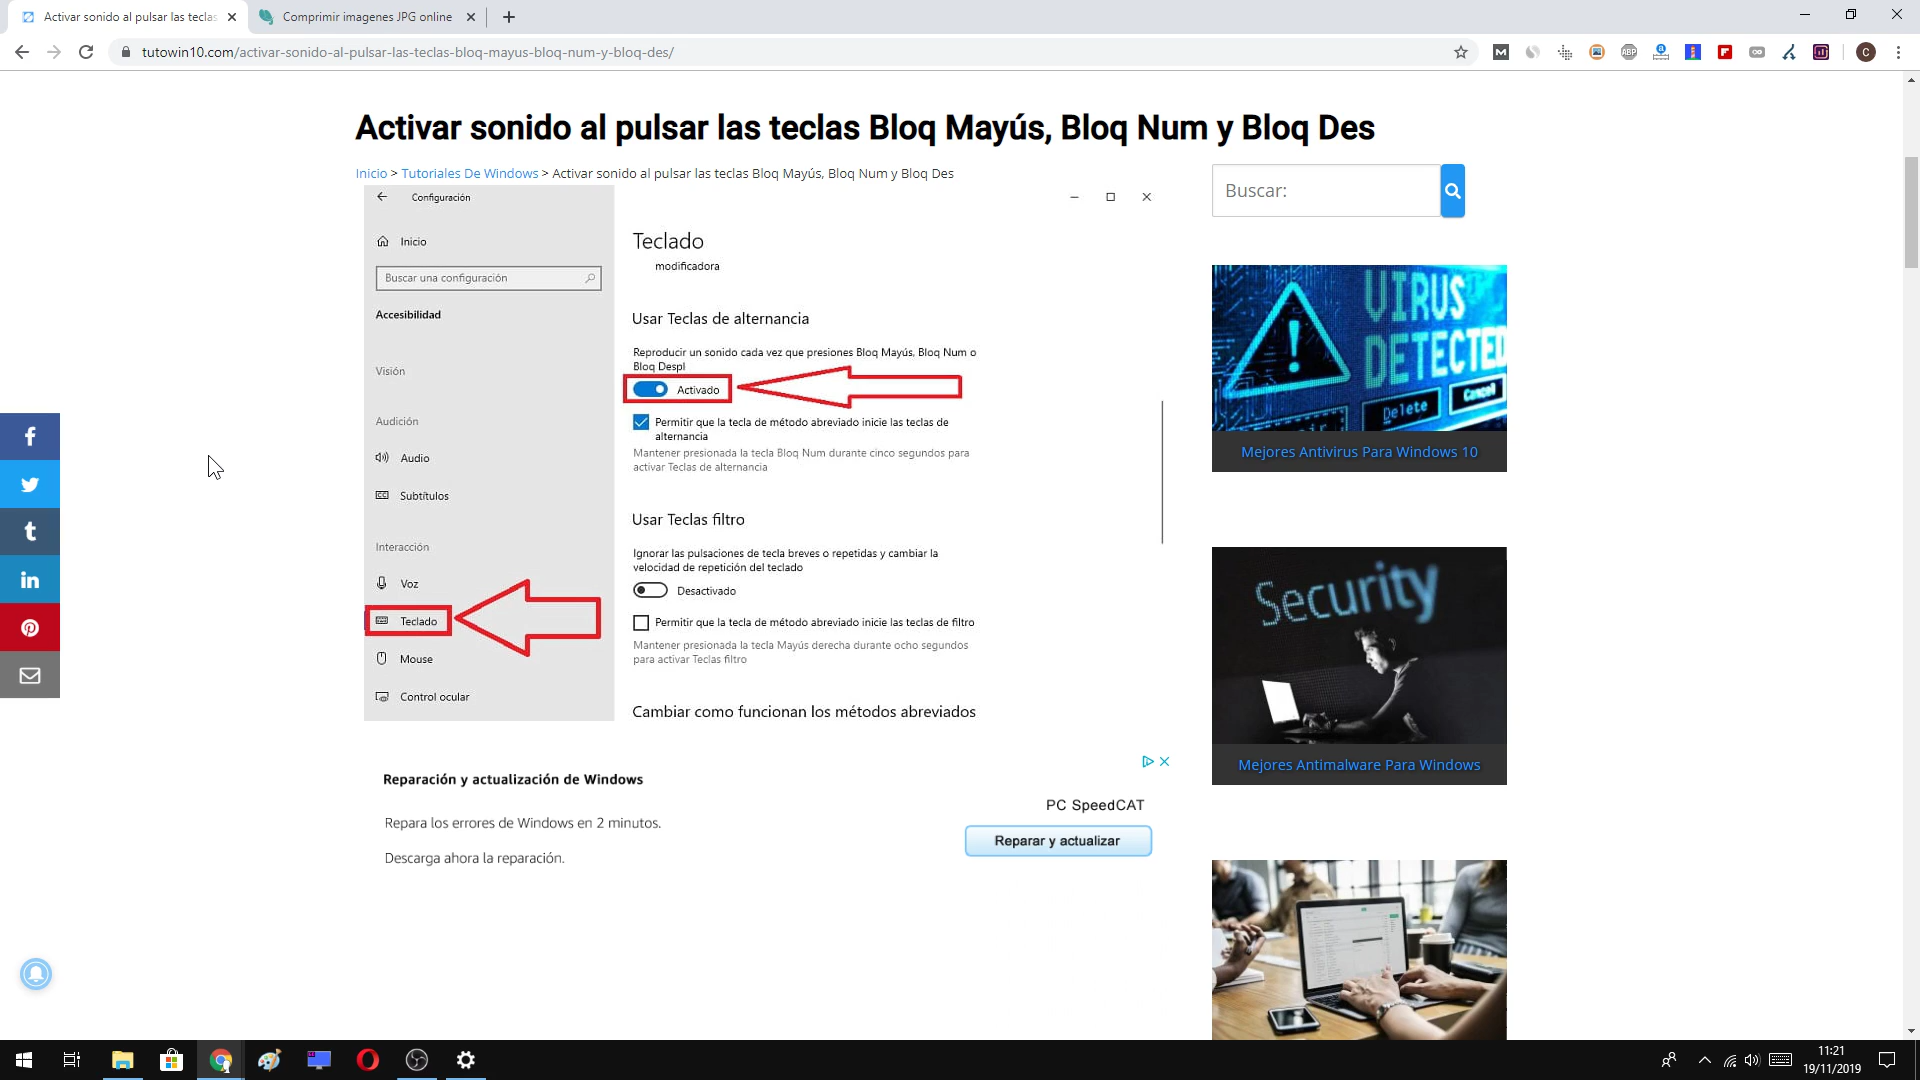 Activar sonido al pulsar las teclas
Comprimir imagenes JPG online
tutowin10.com/activar-sonido-al-pulsar-las-teclas-bloq-mayus-bloq-num-y-bloq-des/
ABP
C
Activar sonido al pulsar las teclas Bloq Mayús, Bloq Num y Bloq Des
Inicio > Tutoriales De Windows > Activar sonido al pulsar las teclas Bloq Mayús, Bloq Num y Bloq Des
Buscar:
Configuración
Inicio
Buscar una configuración
Accesibilidad
Visión
Audición
Audio
Subtítulos
Interacción
Voz
Teclado
Mouse
Control ocular
Teclado
modificadora
Usar Teclas de alternancia
Reproducir un sonido cada vez que presiones Bloq Mayús, Bloq Num o
Bloq Despl
Activado
Permitir que la tecla de método abreviado inicie las teclas de
alternancia
Mantener presionada la tecla Bloq Num durante cinco segundos para
activar Teclas de alternancia
Usar Teclas filtro
Ignorar las pulsaciones de tecla breves o repetidas y cambiar la
velocidad de repetición del teclado
Desactivado
Permitir que la tecla de método abreviado inicie las teclas de filtro
Mantener presionada la tecla Mayús derecha durante ocho segundos
para activar Teclas filtro
Cambiar como funcionan los métodos abreviados
VIRUS
DETECTED
Delete
Cancel
Mejores Antivirus Para Windows 10
Security
Mejores Antimalware Para Windows
Reparación y actualización de Windows
Repara los errores de Windows en 2 minutos.
Descarga ahora la reparación.
PC SpeedCAT
Reparar y actualizar
11:21
19/11/2019